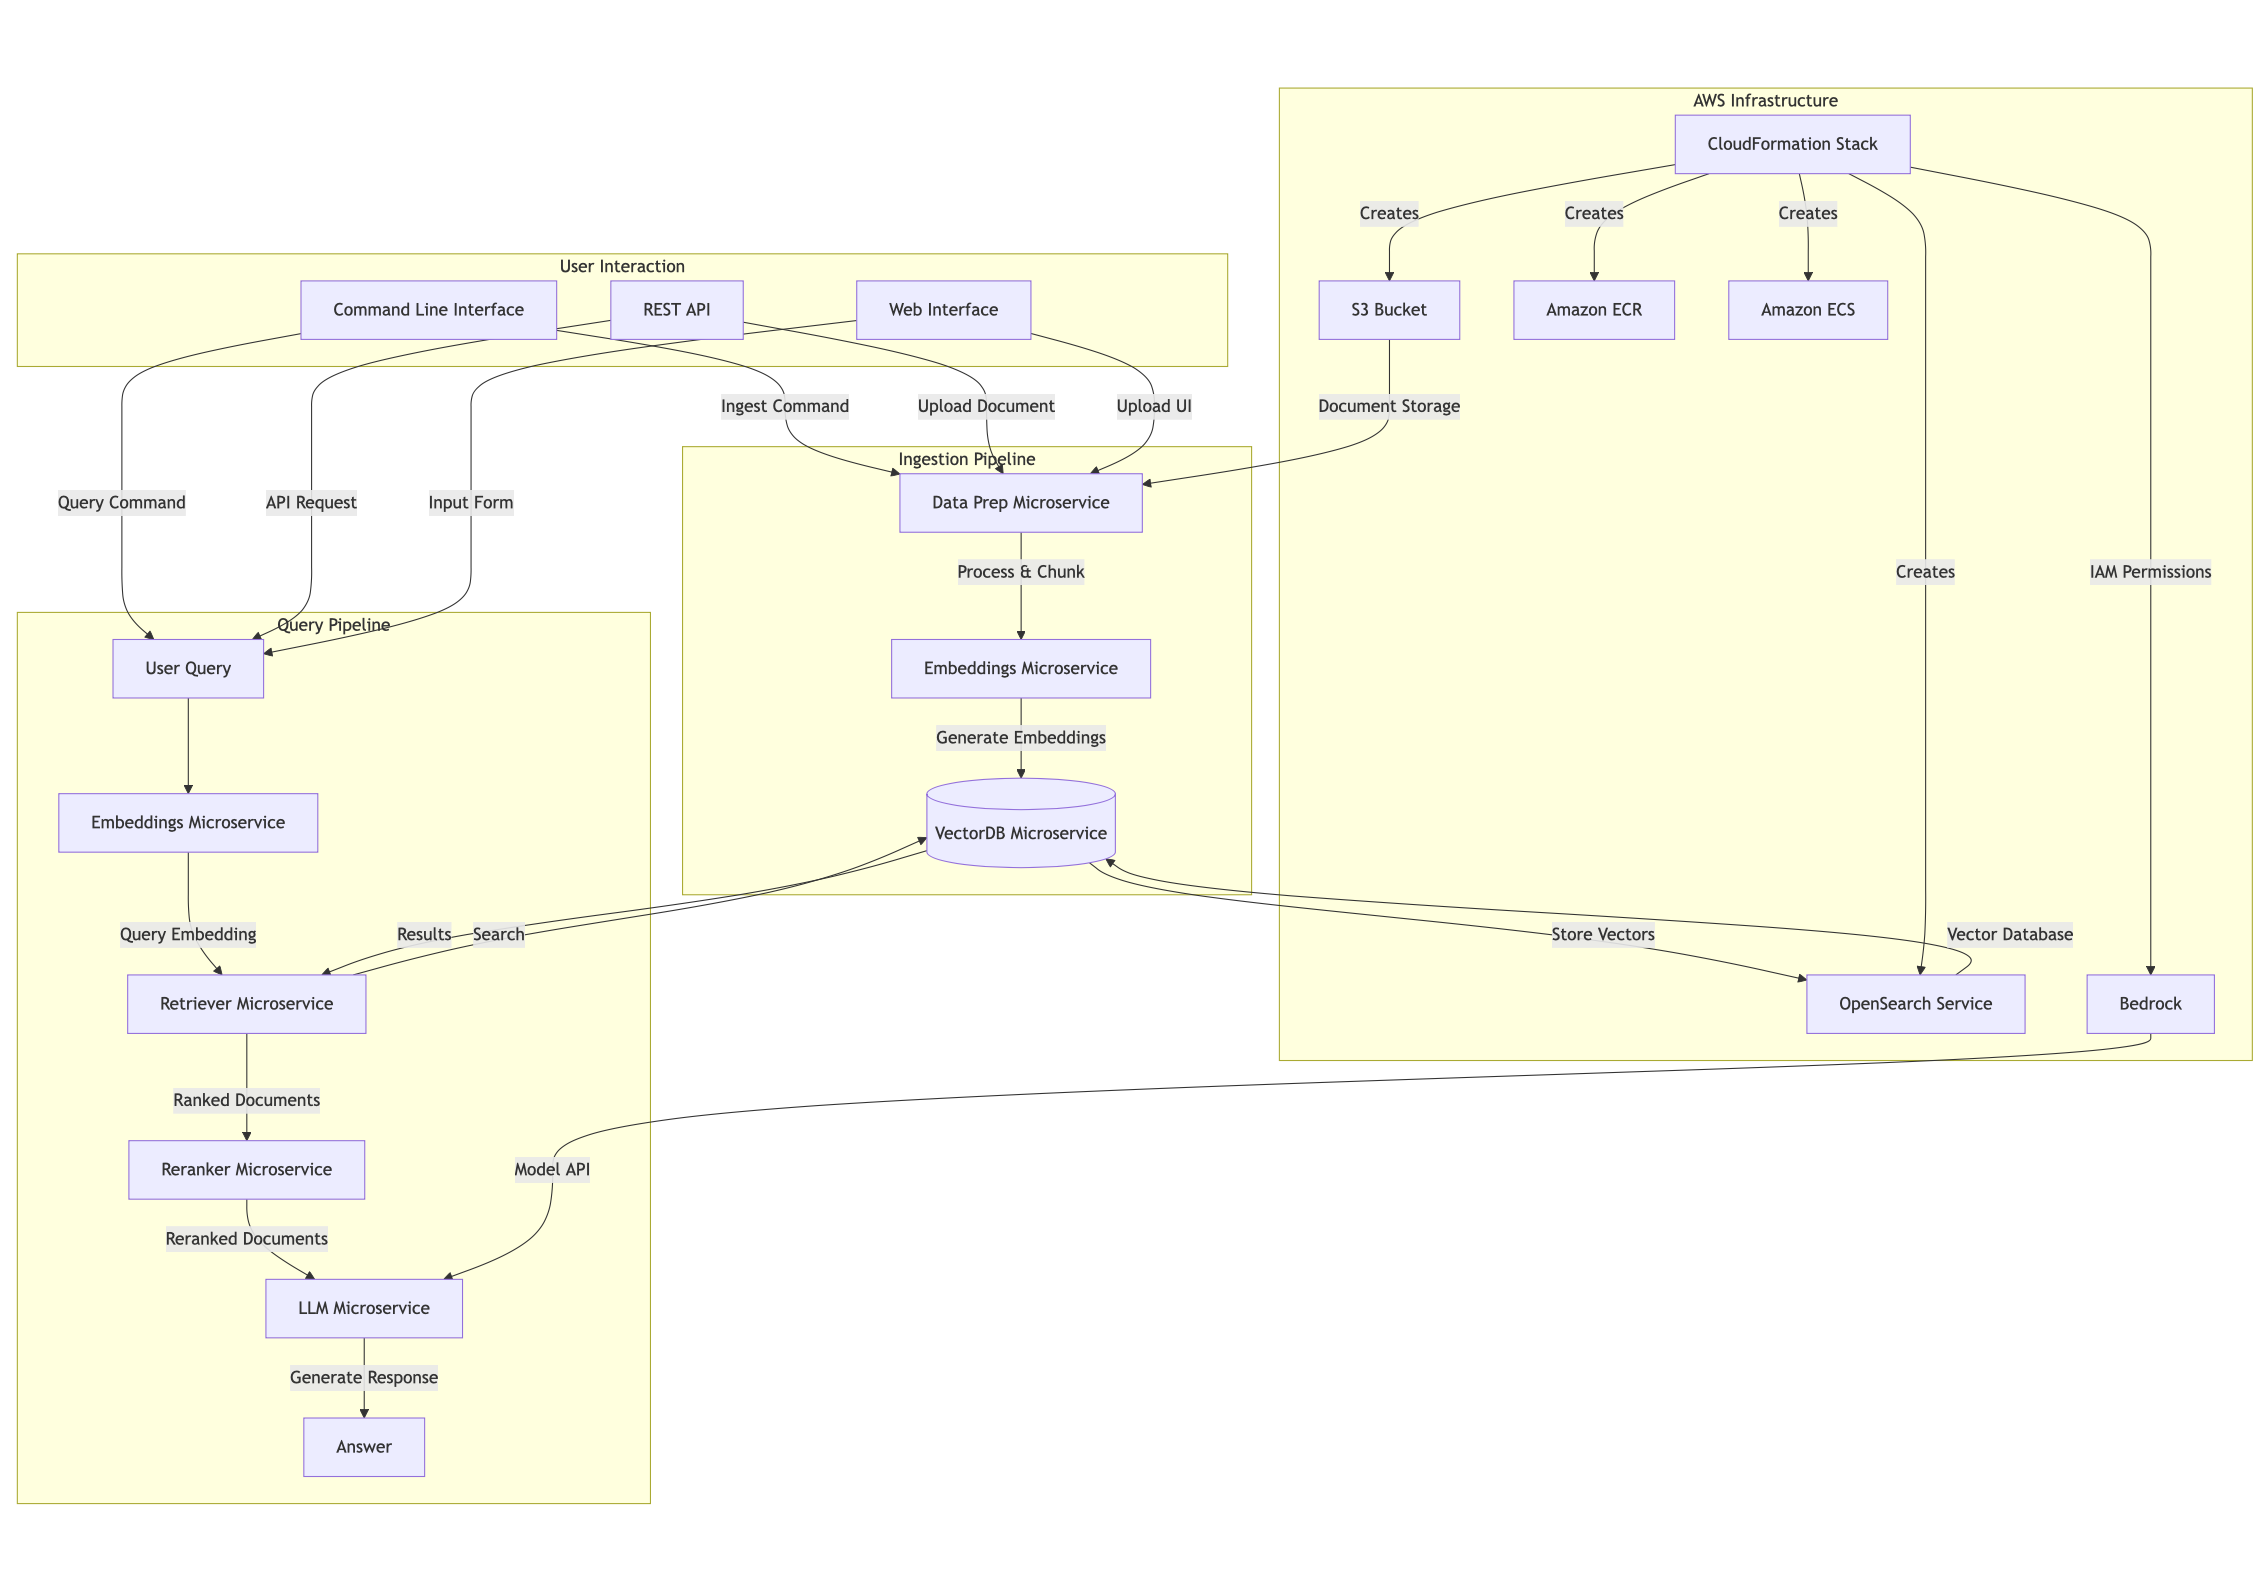 AWS Infrastructure
CloudFormation Stack
Creates
Creates
Creates
User Interaction
Command Line Interface
REST API
Web Interface
S3 Bucket
Amazon ECR
Amazon ECS
Ingest Command
Upload Document
Upload UI
Document Storage
Ingestion Pipeline
Query Command
API Request
Input Form
Data Prep Microservice
Process & Chunk
Creates
IAM Permissions
Query Pipeline
User Query
Embeddings Microservice
Generate Embeddings
Embeddings Microservice
VectorDB Microservice
Query Embedding
Results
Search
Store Vectors
Vector Database
Retriever Microservice
OpenSearch Service
Bedrock
Ranked Documents
Reranker Microservice
Model API
Reranked Documents
LLM Microservice
Generate Response
Answer